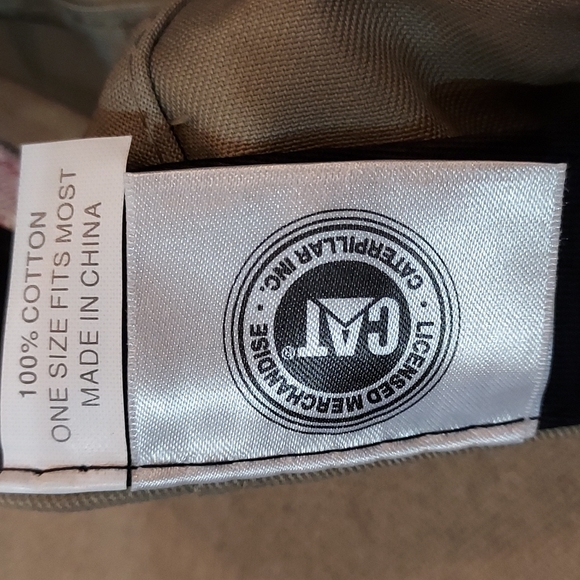 100% COTTON
ONE SIZE FITS MOST
MADE IN CHINA
CATERPILLAR INC.
CAT®
· LICENSED MERCHANDISE ·